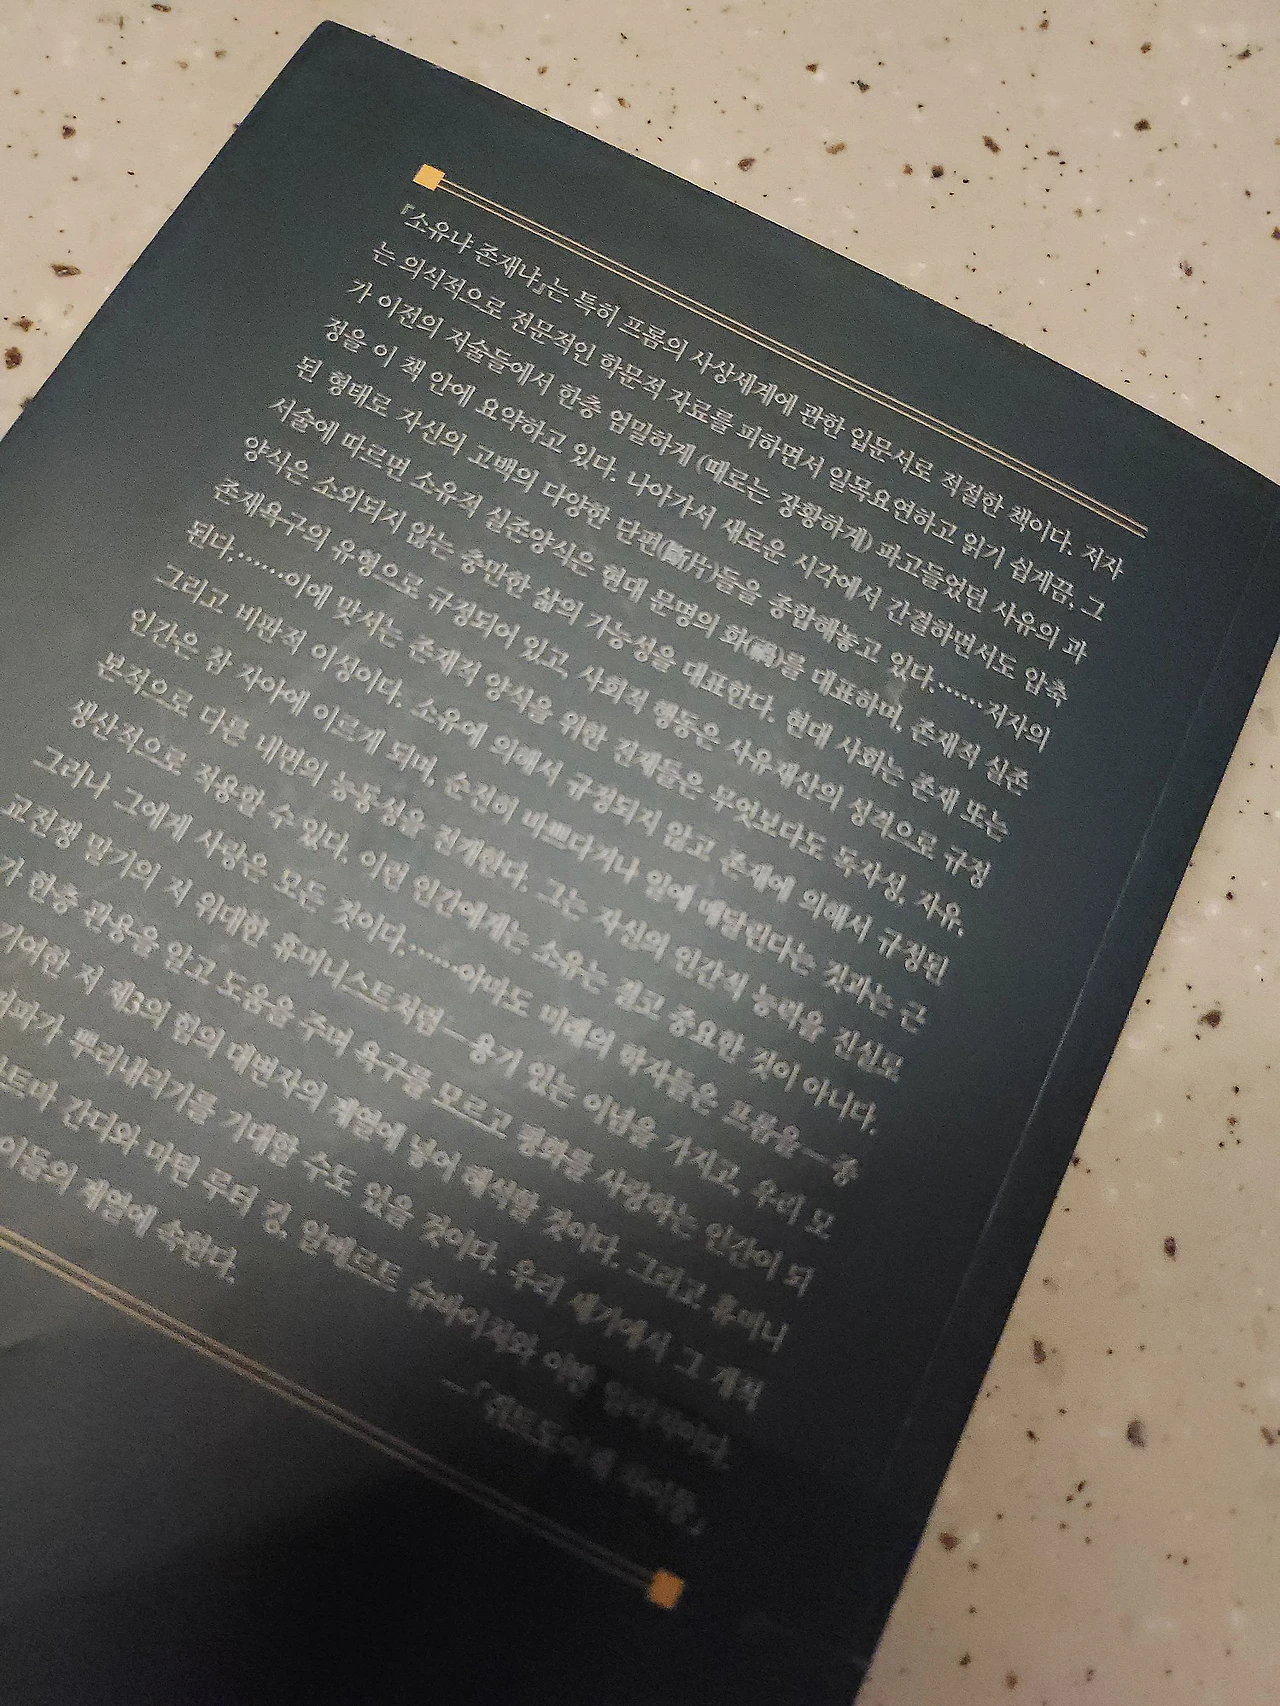 『소유냐 존재냐』는 특히 프롬의 사상세계에 관한 입문서로 적절한 책이다. 저자
는 의식적으로 전문적인 학문적 자료를 피하면서 일목요연하고 읽기 쉽게끔, 그
가 이전의 저술들에서 한층 엄밀하게 (때로는 장황하게) 파고들었던 사유의 과
정을 이 책 안에 요약하고 있다. 나아가서 새로운 시각에서 간결하면서도 압축
된 형태로 자신의 고백의 다양한 단편(斷片)들을 종합해놓고 있다.……저자의
서술에 따르면 소유적 실존양식은 현대 문명의 화(禍)를 대표하며, 존재적 실존
양식은 소외되지 않는 충만한 삶의 가능성을 대표한다. 현대 사회는 존재 또는
존재욕구의 유형으로 규정되어 있고, 사회적 행동은 사유재산의 성격으로 규정
된다.……이에 맞서는 존재적 양식을 위한 전제들은 무엇보다도 독자성, 자유,
그리고 비판적 이성이다. 소유에 의해서 규정되지 않고 존재에 의해서 규정된
인간은 참 자아에 이르게 되며, 순전히 바쁘다거나 일에 매달린다는 것과는 근
본적으로 다른 내면의 능동성을 전개한다. 그는 자신의 인간적 능력을 진실로
생산적으로 적용할 수 있다. 이런 인간에게는 소유는 결코 중요한 것이 아니다.
그러나 그에게 사랑은 모든 것이다.……아마도 미래의 학자들은 프롬을—종
교전쟁 말기의 저 위대한 휴머니스트처럼—용기 있는 이념을 가지고, 우리 모
가 한층 관용을 알고 도움을 주며 욕구를 모르고 평화를 사랑하는 인간이 되
기여한 저 제3의 힘의 대변자의 계열에 넣어 해석할 것이다. 그리고 휴머니
저파가 뿌리내리기를 기대할 수도 있을 것이다. 우리 세기에서 그 개척
하트마 간디와 마틴 루터 킹, 알베르트 슈바이처와 이반 일리치이다.
이들의 계열에 속한다.
—『쥐트도이체 차이퉁』